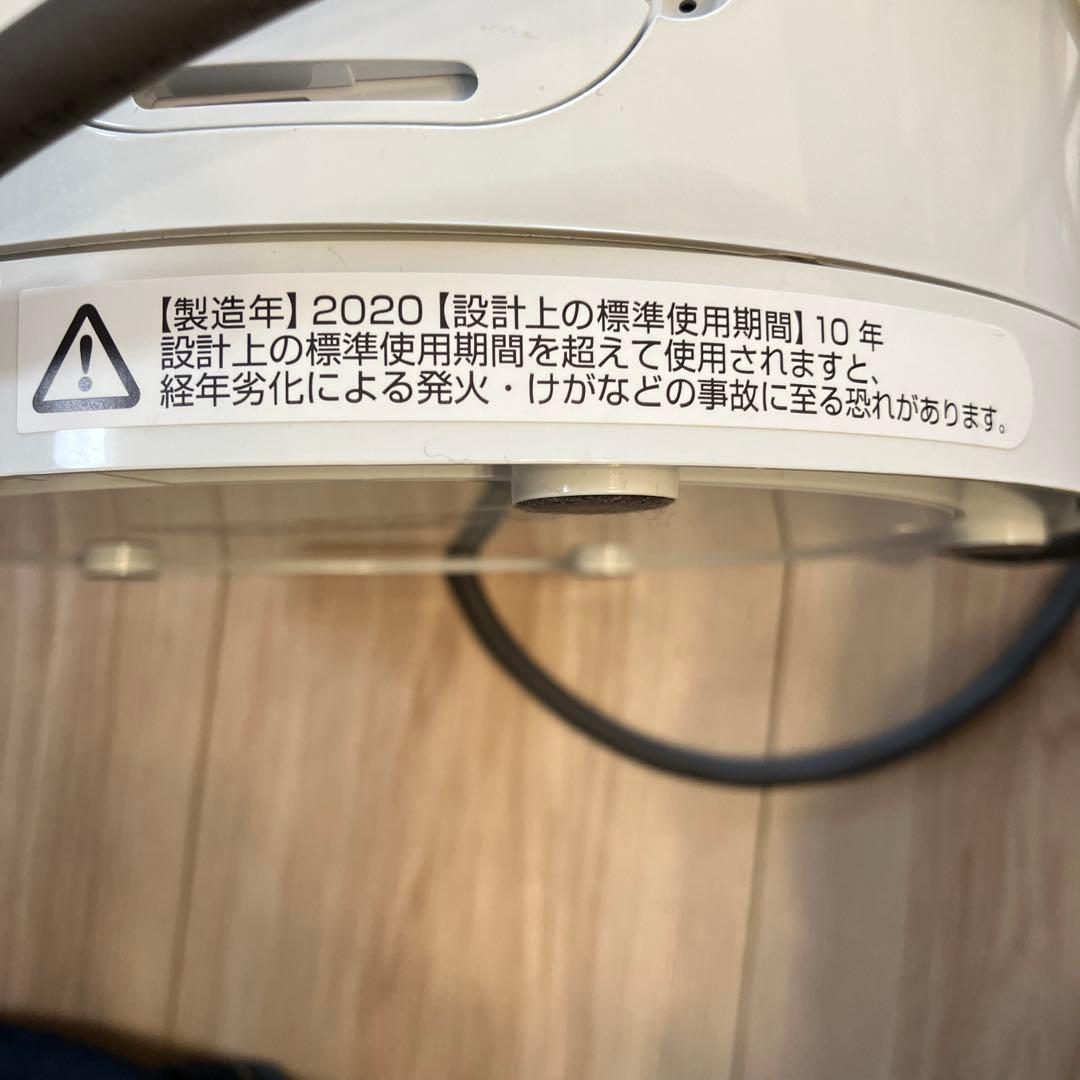 【製造年】2020【設計上の標準使用期間】10年
設計上の標準使用期間を超えて使用されますと、
経年劣化による発火・けがなどの事故に至る恐れがあります。